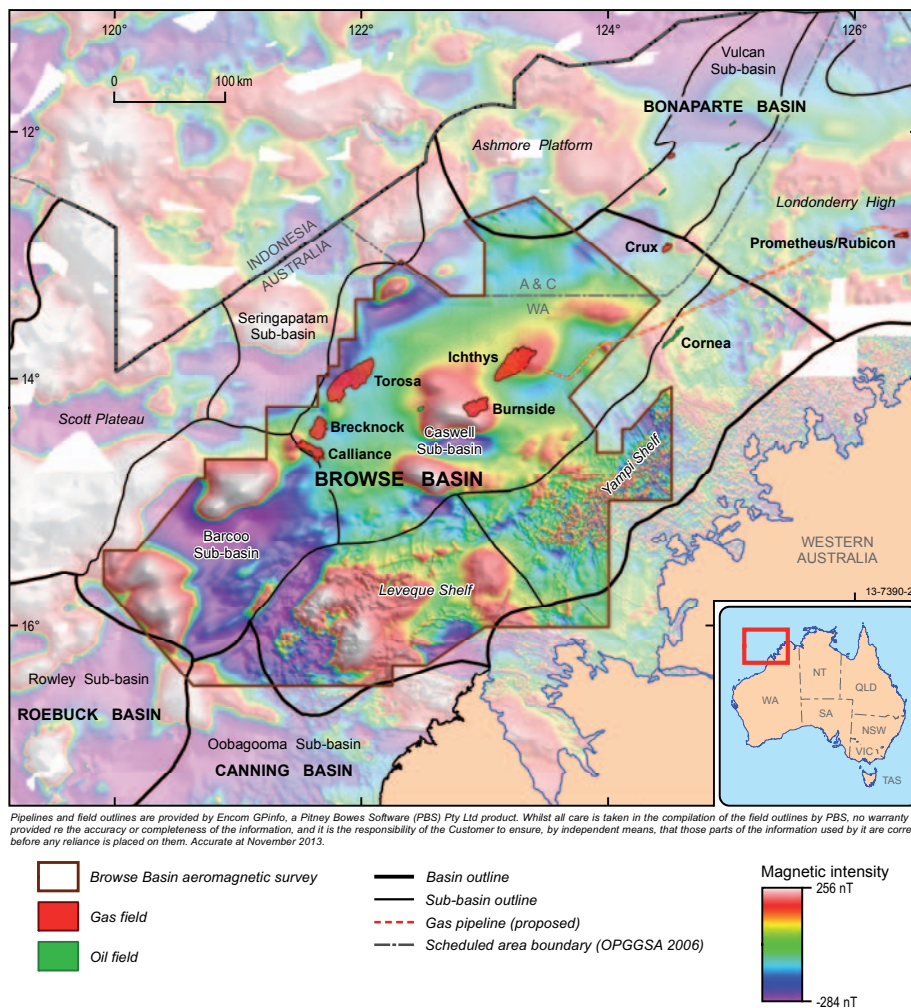 120°
122°
124°
126°
0
100 km
Vulcan
Sub-basin
BONAPARTE BASIN
12°
Ashmore Platform
Londonderry High
INDONESIA
AUSTRALIA
Crux
Prometheus/Rubicon
A & C
WA
Seringapatam
Sub-basin
Cornea
Ichthys
14°
Torosa
Burnside
Scott Plateau
Brecknock
Caswell
Sub-basin
Calliance
BROWSE BASIN
Yampi Shelf
Barcoo
Sub-basin
WESTERN
AUSTRALIA
Leveque Shelf
13-7390-2
16°
Rowley Sub-basin
ROEBUCK BASIN
Oobagooma Sub-basin
CANNING BASIN
NT
QLD
WA
SA
NSW
VIC
TAS
Pipelines and field outlines are provided by Encom GPinfo, a Pitney Bowes Software (PBS) Pty Ltd product. Whilst all care is taken in the compilation of the field outlines by PBS, no warranty
provided re the accuracy or completeness of the information, and it is the responsibility of the Customer to ensure, by independent means, that those parts of the information used by it are corre
before any reliance is placed on them. Accurate at November 2013.
Browse Basin aeromagnetic survey
Gas field
Oil field
Basin outline
Sub-basin outline
Gas pipeline (proposed)
Scheduled area boundary (OPGGSA 2006)
Magnetic intensity
256 nT
-284 nT